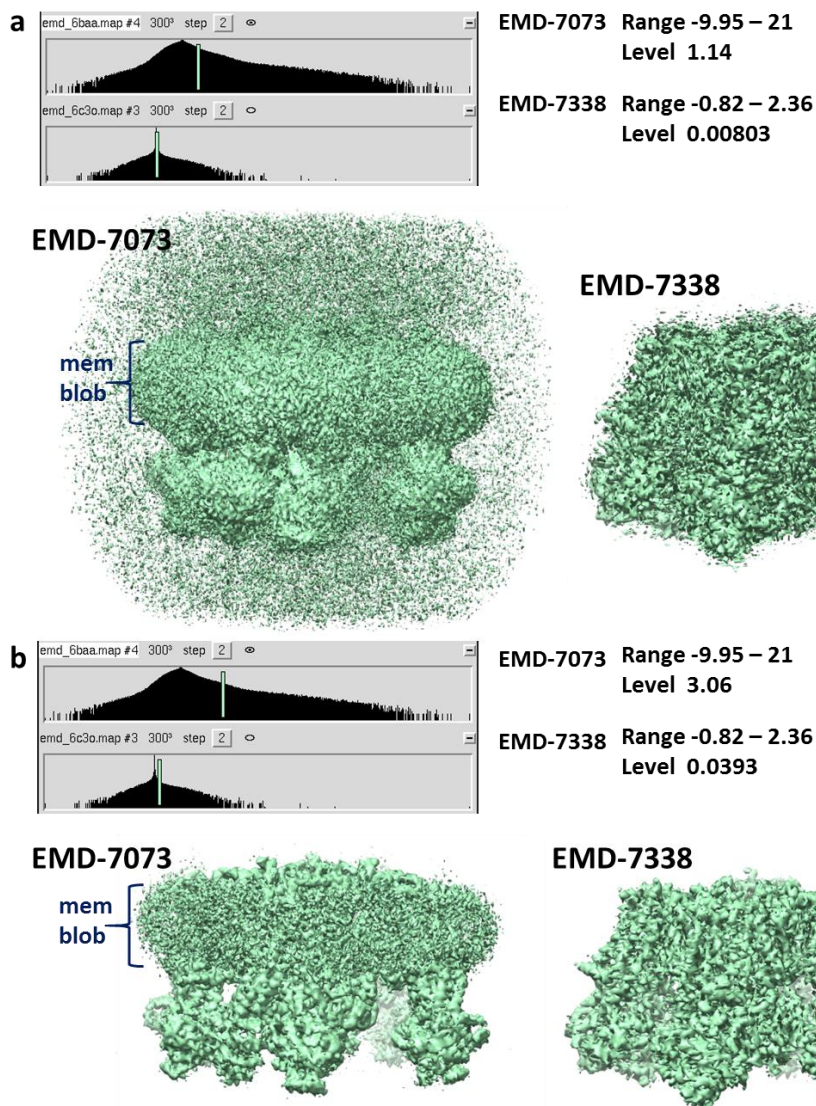 a
emd_6baa.map #4 300³ step 2
emd_6c3o.map #3 300³ step 2
EMD-7073 Range -9.95 – 21
Level 1.14
EMD-7338 Range -0.82 – 2.36
Level 0.00803
EMD-7073
mem
blob
EMD-7338
b
emd_6baa.map #4 300³ step 2
emd_6c3o.map #3 300³ step 2
EMD-7073 Range -9.95 – 21
Level 3.06
EMD-7338 Range -0.82 – 2.36
Level 0.0393
EMD-7073
mem
blob
EMD-7338